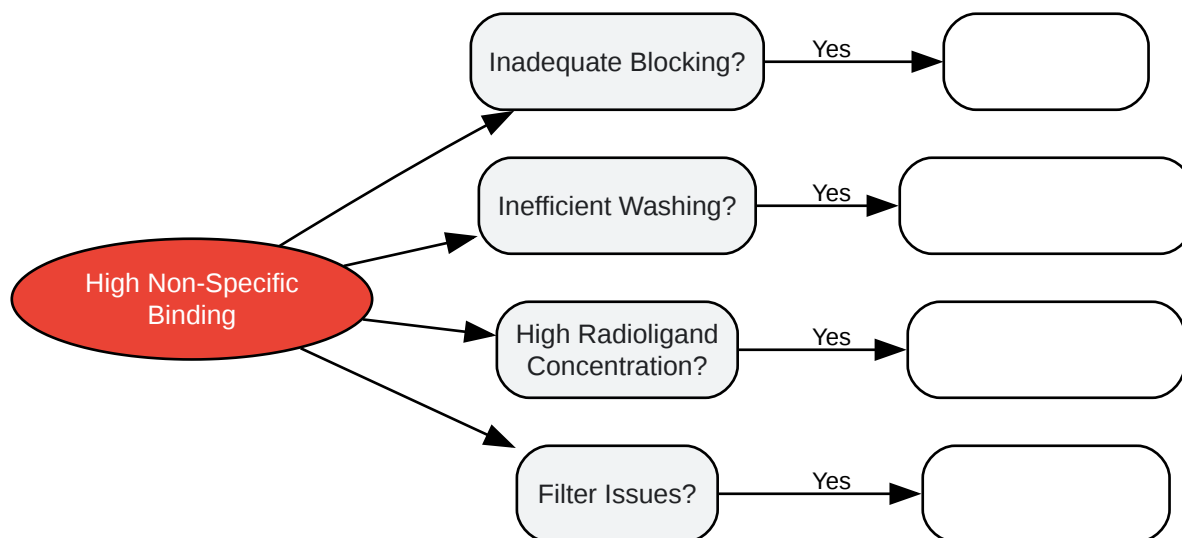 Inadequate Blocking?
Yes
Inefficient Washing?
Yes
High Non-Specific
Binding
High Radioligand
Concentration?
Yes
Filter Issues?
Yes